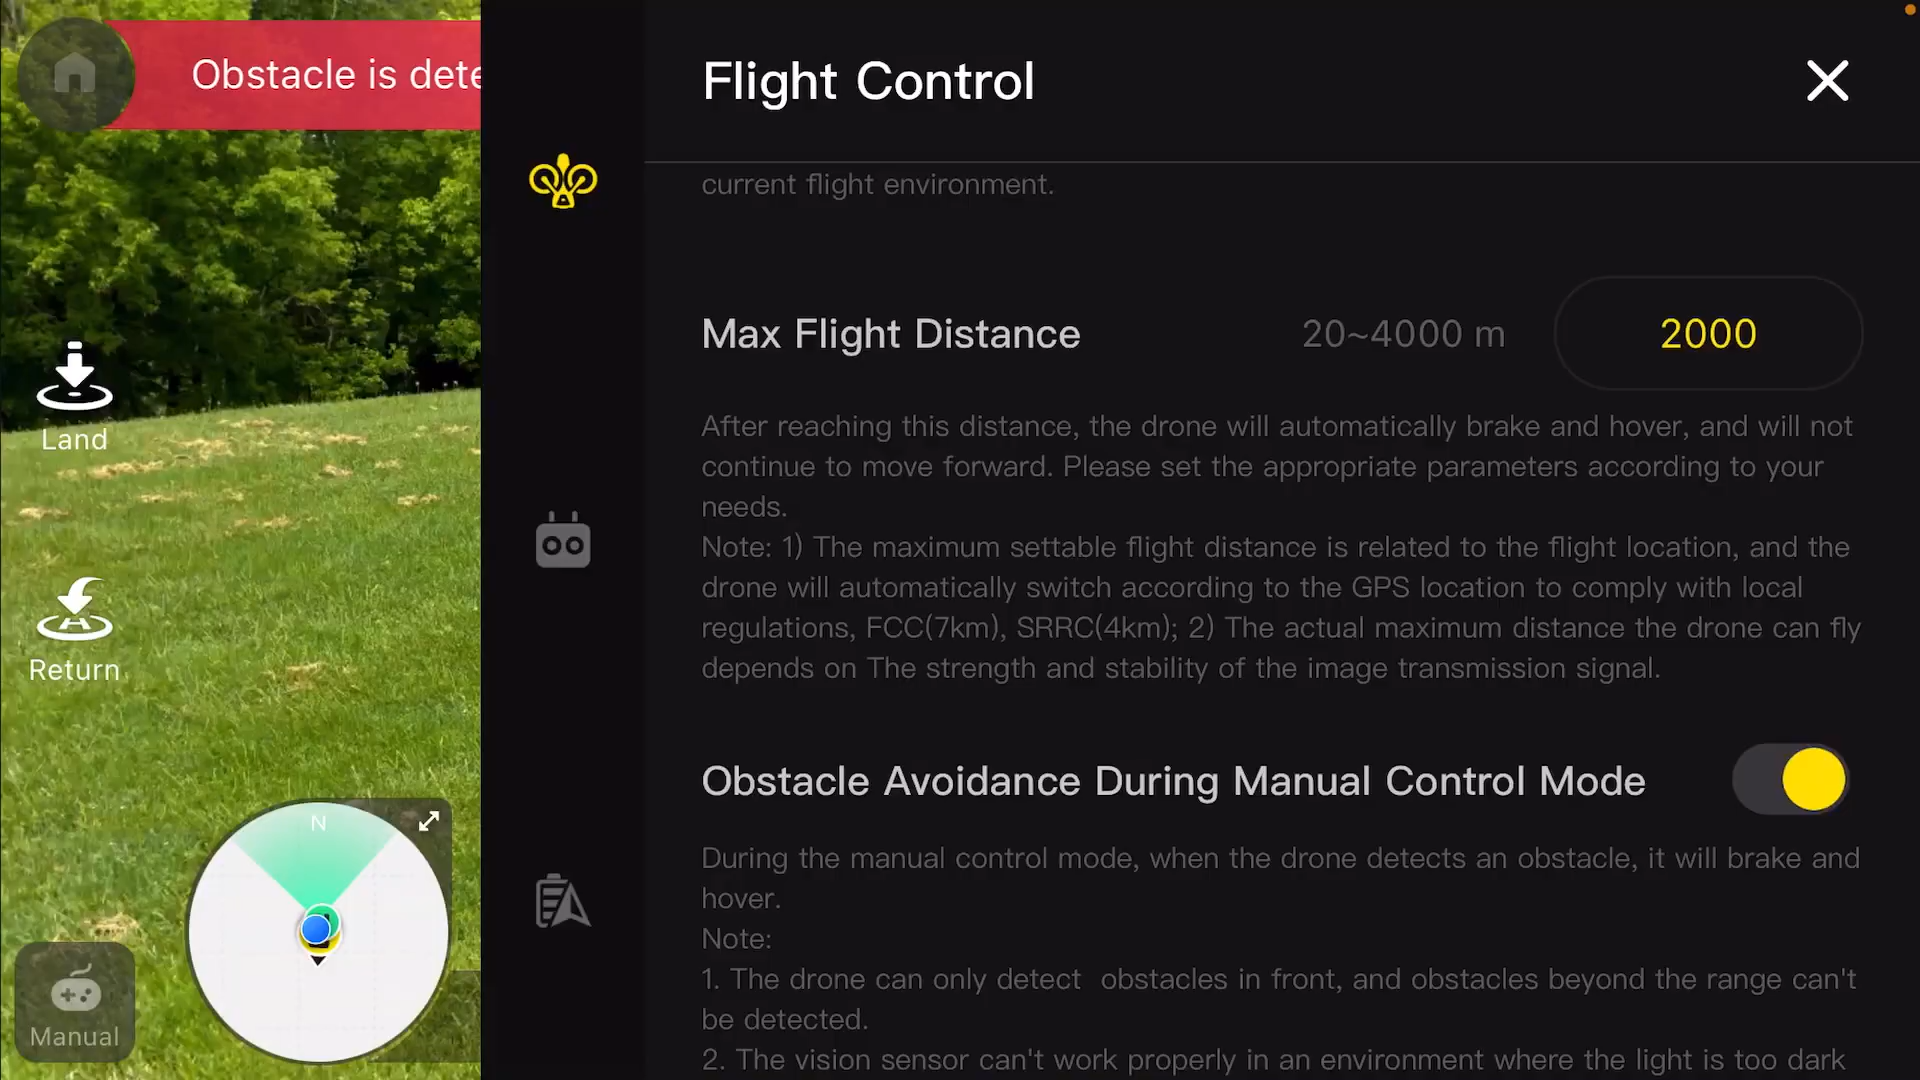 Obstacle is dete
Flight Control
current flight environment.
Max Flight Distance 20~4000 m 2000
After reaching this distance, the drone will automatically brake and hover, and will not
continue to move forward. Please set the appropriate parameters according to your
needs.
Note: 1) The maximum settable flight distance is related to the flight location, and the
drone will automatically switch according to the GPS location to comply with local
regulations, FCC(7km), SRRC(4km); 2) The actual maximum distance the drone can fly
depends on The strength and stability of the image transmission signal.
Obstacle Avoidance During Manual Control Mode
During the manual control mode, when the drone detects an obstacle, it will brake and
hover.
Note:
1. The drone can only detect  obstacles in front, and obstacles beyond the range can't
be detected.
2. The vision sensor can't work properly in an environment where the light is too dark
Land
Return
N
Manual